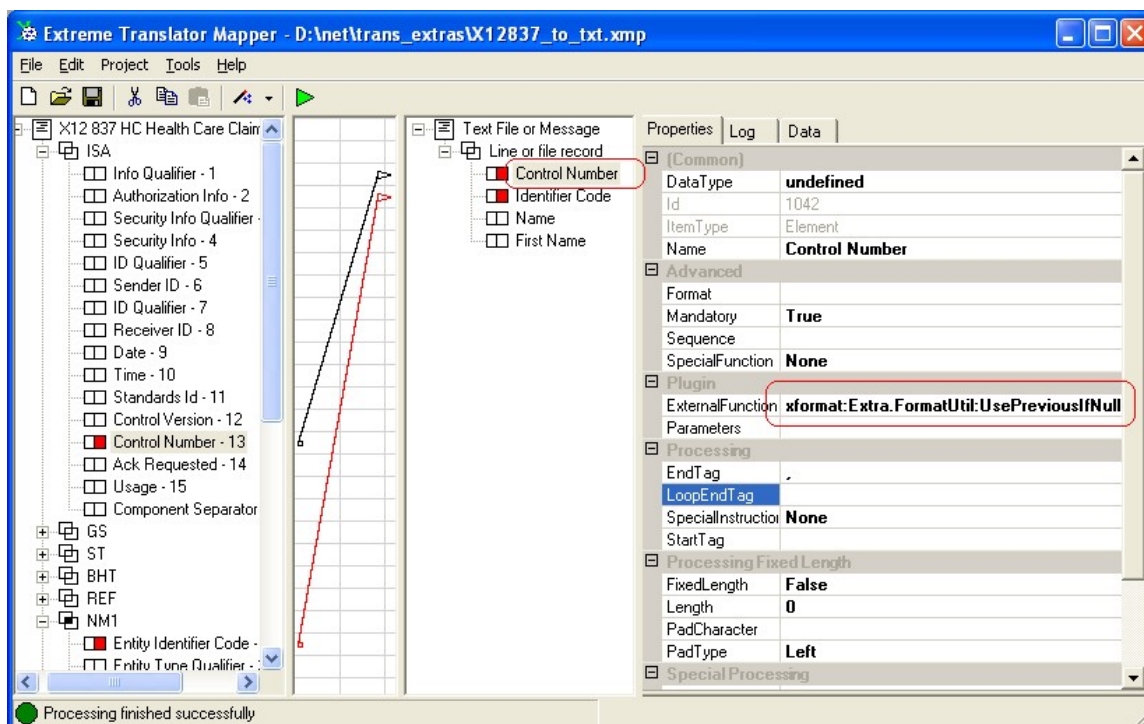 Extreme Translator Mapper - D:\net\trans_extras\X12837_to_txt.xmp
File Edit Project Tools Help
X12 837 HC Health Care Claim
ISA
Info Qualifier - 1
Authorization Info - 2
Security Info Qualifier -
Security Info - 4
ID Qualifier - 5
Sender ID - 6
ID Qualifier - 7
Receiver ID - 8
Date - 9
Time - 10
Standards Id - 11
Control Version - 12
Control Number - 13
Ack Requested - 14
Usage - 15
Component Separator
GS
ST
BHT
REF
NM1
Entity Identifier Code -
Entity Type Qualifier -
Text File or Message
Line or file record
Control Number
Identifier Code
Name
First Name
Properties Log Data
(Common)
DataType undefined
Id 1042
ItemType Element
Name Control Number
Advanced
Format
Mandatory True
Sequence
SpecialFunction None
Plugin
ExternalFunction xformat:Extra.FormatUtil:UsePreviousIfNull
Parameters
Processing
EndTag ,
LoopEndTag
SpecialInstruction None
StartTag
Processing Fixed Length
FixedLength False
Length 0
PadCharacter
PadType Left
Special Processing
Processing finished successfully